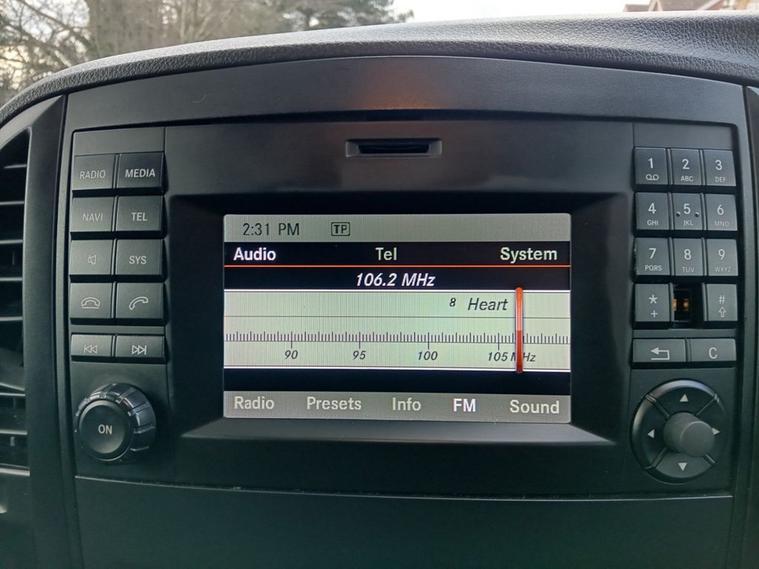 2:31 PM TP
Audio Tel System
106.2 MHz
8 Heart
90 95 100 105 MHz
Radio Presets Info FM Sound
RADIO MEDIA
NAVI TEL
SYS
ON
1 2 ABC 3 DEF
4 GHI 5 JKL 6 MNO
7 PQRS 8 TUV 9 WXYZ
* + #
C